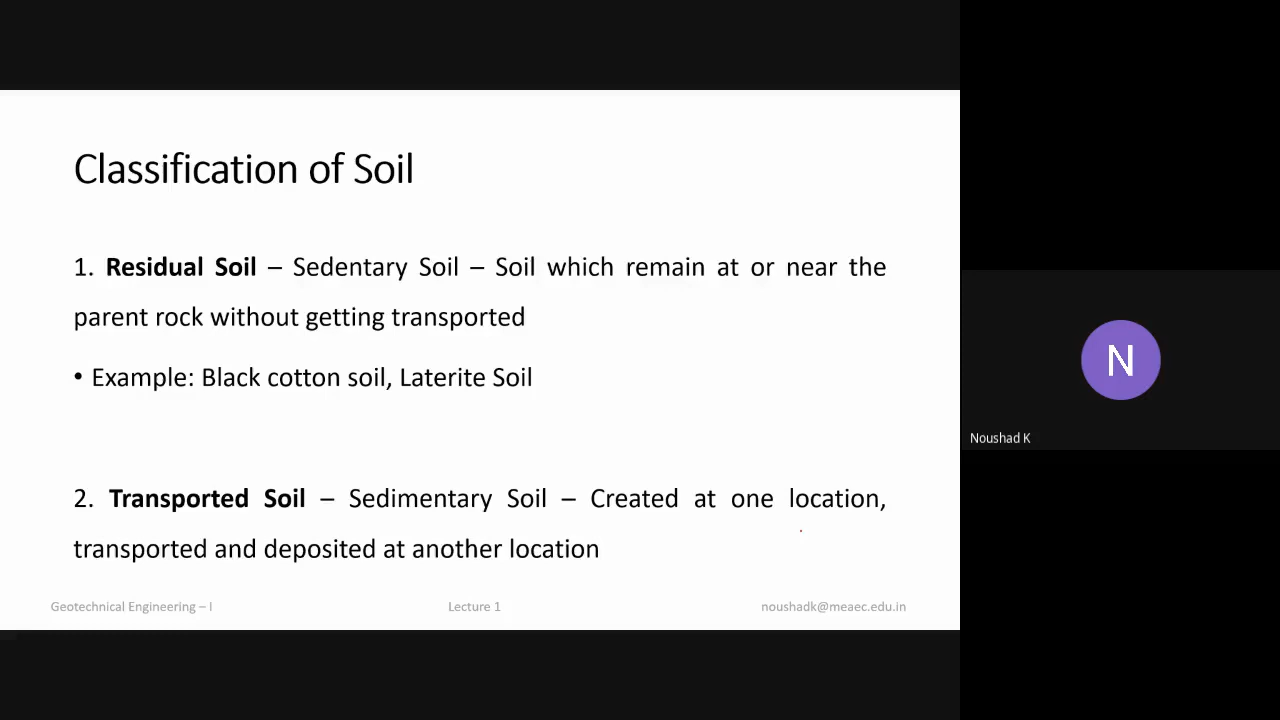 Classification of Soil
1. Residual Soil – Sedentary Soil – Soil which remain at or near the
parent rock without getting transported
• Example: Black cotton soil, Laterite Soil
2. Transported Soil – Sedimentary Soil – Created at one location,
transported and deposited at another location
Geotechnical Engineering – I
Lecture 1
noushadk@meaec.edu.in
N
Noushad K